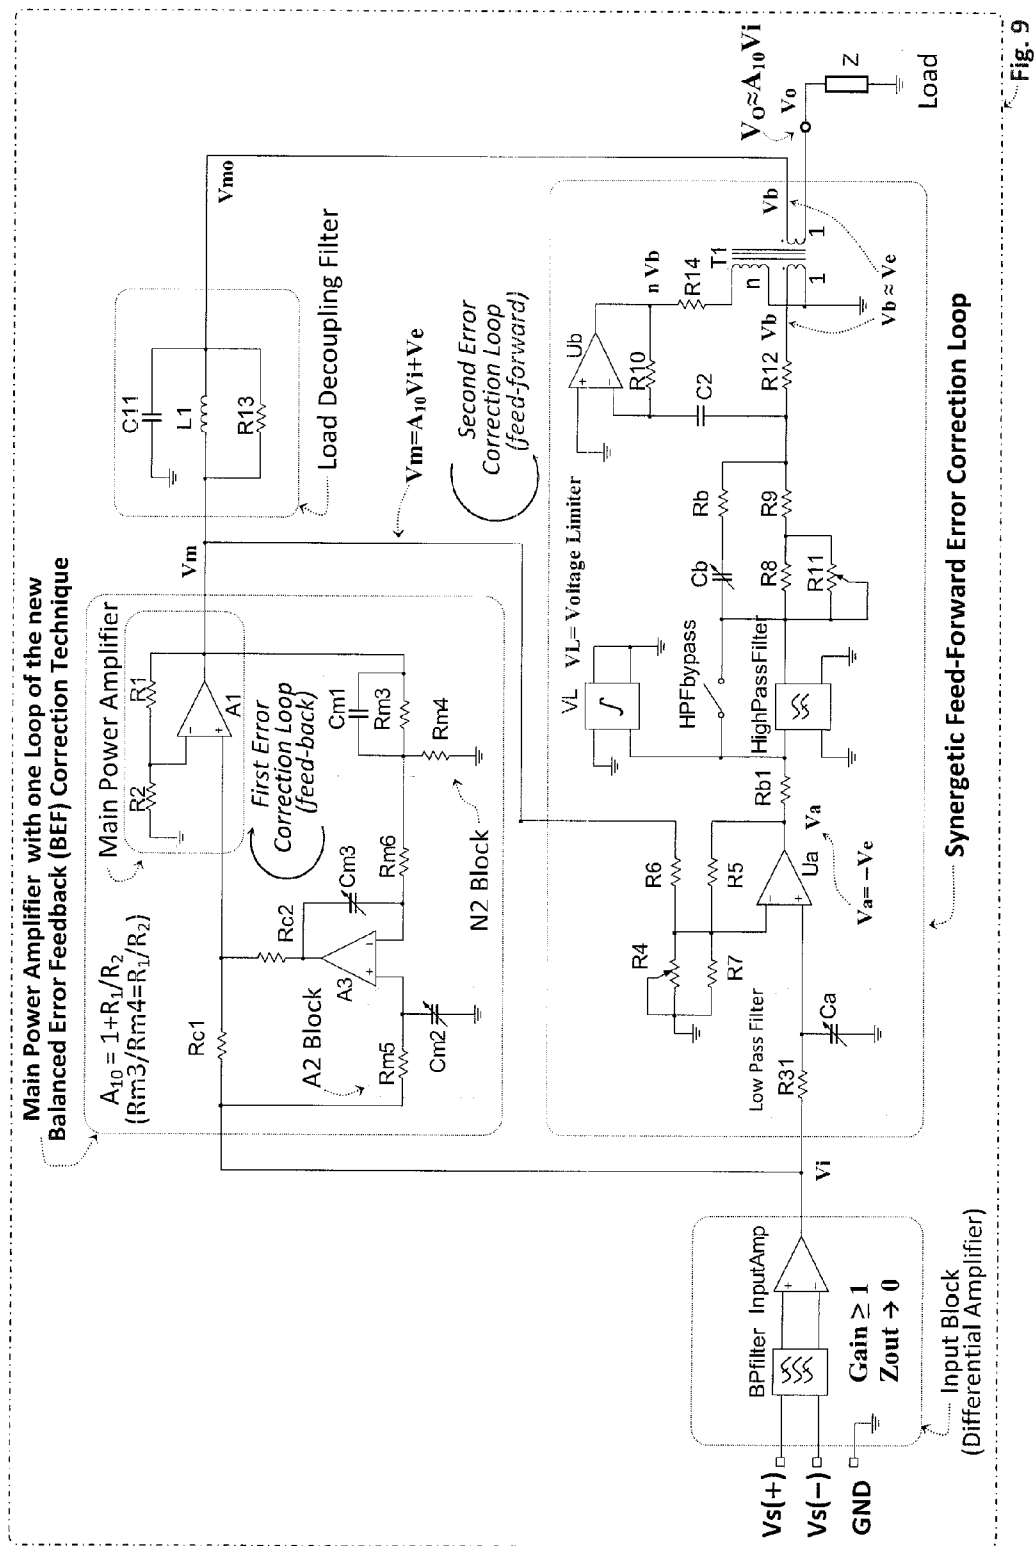 Main Power Amplifier with one Loop of the new
Balanced Error Feedback (BEF) Correction Technique
A₁₀ = 1+R₁/R₂
(Rm3/Rm4=R₁/R₂)
Main Power Amplifier
R2
R1
A1
−
+
Rc1
Rc2
First Error
Correction Loop
(feed-back)
A2 Block
A3
+
−
Rm5
Cm2
Cm3
Rm6
Cm1
Rm3
Rm4
N2 Block
Vm
C11
L1
R13
Load Decoupling Filter
Vmo
Vm=A₁₀Vi+Ve
Second Error
Correction Loop
(feed-forward)
Vs(+)
Vs(−)
GND
BPfilter
InputAmp
+
−
Gain ≥ 1
Zout → 0
Input Block
(Differential Amplifier)
Vi
Low Pass Filter
R31
Ca
R4
R7
R6
R5
−
+
Ua
Va
Va= −Ve
Rb1
VL
VL= Voltage Limiter
HPFbypass
HighPassFilter
Cb
Rb
R8
R11
R9
C2
R10
Ub
+
−
n Vb
R14
R12
Vb
T1
n
1
1
Vb
Vb ≈ Ve
Synergetic Feed-Forward Error Correction Loop
Vo≈A₁₀Vi
Vo
Z
Load
Fig. 9